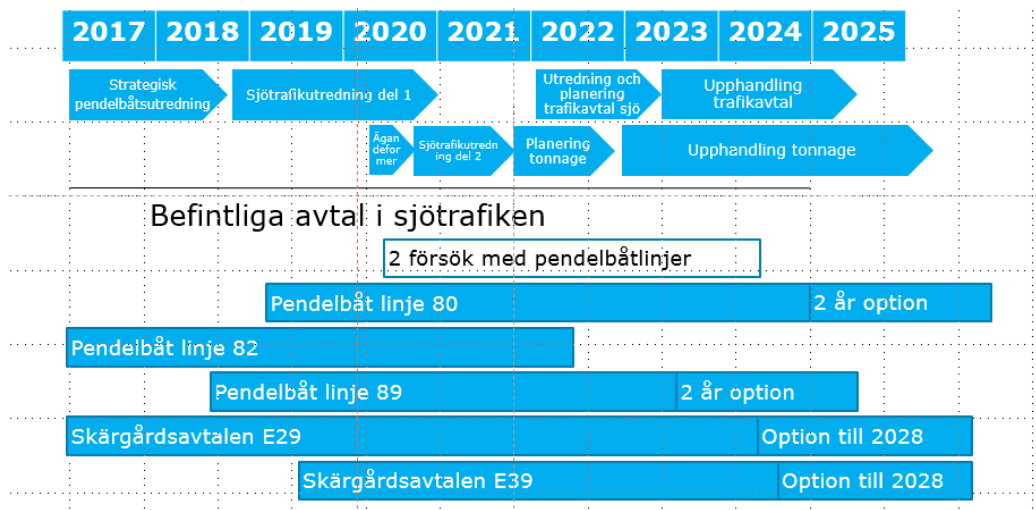 2017 2018 2019 2020 2021 2022 2023 2024 2025
Strategisk
pendelbåtsutredning
Sjötrafikutredning del 1
Utredning och
planering
trafikavtal sjö
Upphandling
trafikavtal
Ägan
defor
mer
Sjötrafikutredn
ing del 2
Planering
tonnage
Upphandling tonnage
Befintliga avtal i sjötrafiken
2 försök med pendelbåtlinjer
Pendelbåt linje 80
2 år option
Pendelbåt linje 82
Pendelbåt linje 89
2 år option
Skärgårdsavtalen E29
Option till 2028
Skärgårdsavtalen E39
Option till 2028